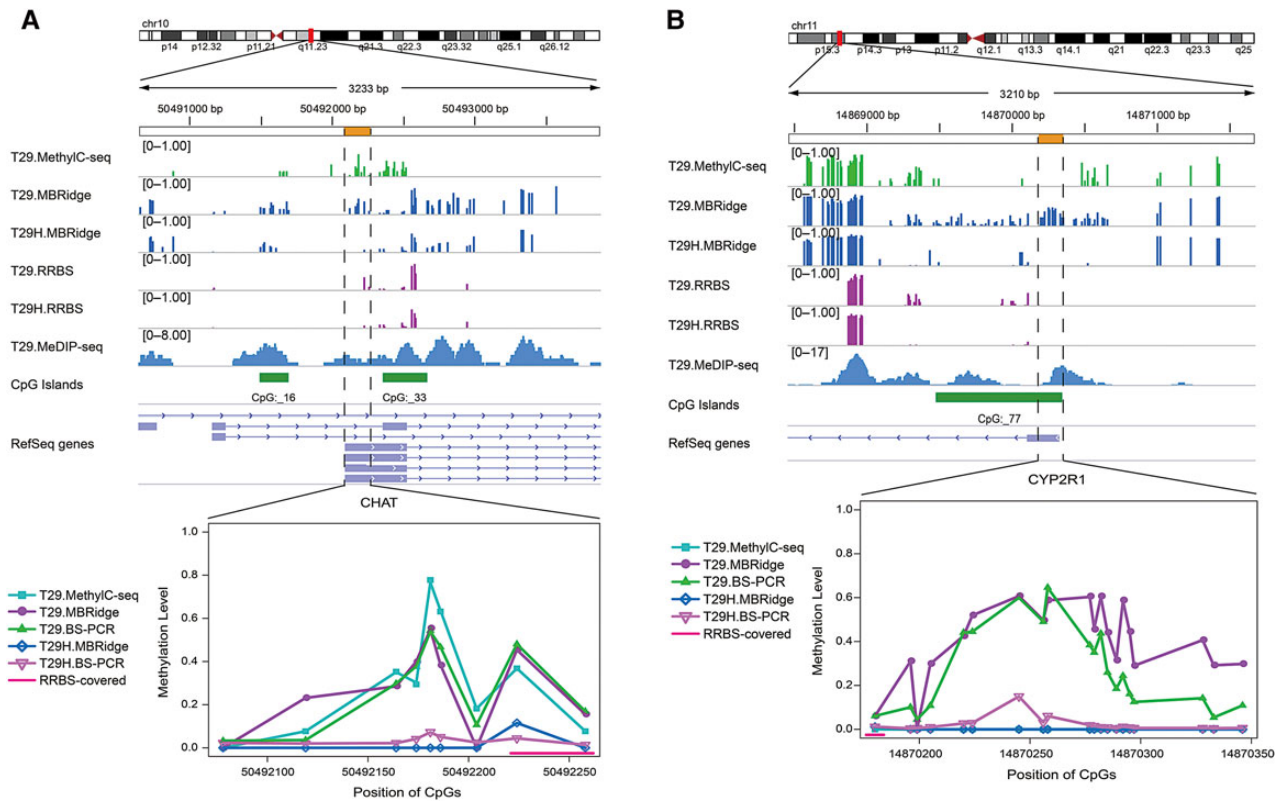 A
chr10
p14 p12.32 p11.21 q11.23 q21.3 q22.3 q23.32 q25.1 q26.12
3233 bp
50491000 bp 50492000 bp 50493000 bp
T29.MethylC-seq [0–1.00]
T29.MBRidge [0–1.00]
T29H.MBRidge [0–1.00]
T29.RRBS [0–1.00]
T29H.RRBS [0–1.00]
T29.MeDIP-seq [0–8.00]
CpG Islands
CpG:_16 CpG:_33
RefSeq genes
CHAT
T29.MethylC-seq
T29.MBRidge
T29.BS-PCR
T29H.MBRidge
T29H.BS-PCR
RRBS-covered
Methylation Level
1.0
0.8
0.6
0.4
0.2
0.0
50492100 50492150 50492200 50492250
Position of CpGs
B
chr11
p15.3 p14.3 p13 p11.2 q12.1 q13.2 q14.1 q21 q22.3 q23.3 q25
3210 bp
14869000 bp 14870000 bp 14871000 bp
T29.MethylC-seq [0–1.00]
T29.MBRidge [0–1.00]
T29H.MBRidge [0–1.00]
T29.RRBS [0–1.00]
T29H.RRBS [0–1.00]
T29.MeDIP-seq [0–17]
CpG Islands
CpG:_77
RefSeq genes
CYP2R1
T29.MethylC-seq
T29.MBRidge
T29.BS-PCR
T29H.MBRidge
T29H.BS-PCR
RRBS-covered
Methylation Level
1.0
0.8
0.6
0.4
0.2
0.0
14870200 14870250 14870300 14870350
Position of CpGs